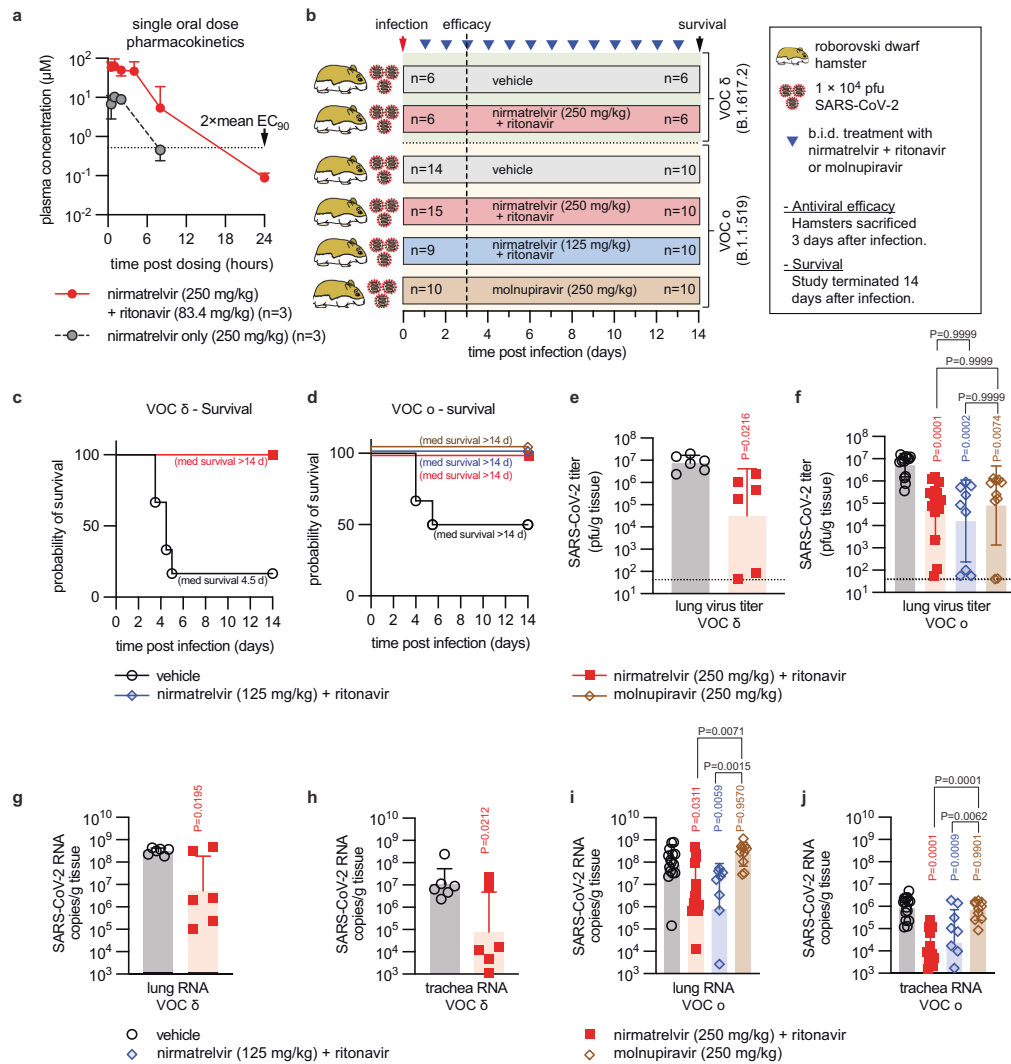 a
single oral dose
pharmacokinetics
plasma concentration (µM)
10²
10¹
10⁰
10⁻¹
10⁻²
2×mean EC₉₀
0 6 12 18 24
time post dosing (hours)
nirmatrelvir (250 mg/kg)
+ ritonavir (83.4 mg/kg) (n=3)
nirmatrelvir only (250 mg/kg) (n=3)
b
infection efficacy survival
n=6 vehicle n=6
n=6 nirmatrelvir (250 mg/kg) + ritonavir n=6
VOC δ
(B.1.617.2)
n=14 vehicle n=10
n=15 nirmatrelvir (250 mg/kg) + ritonavir n=10
n=9 nirmatrelvir (125 mg/kg) + ritonavir n=10
n=10 molnupiravir (250 mg/kg) n=10
VOC o
(B.1.1.519)
0 2 4 6 8 10 12 14
time post infection (days)
roborovski dwarf
hamster
1 × 10⁴ pfu
SARS-CoV-2
b.i.d. treatment with
nirmatrelvir + ritonavir
or molnupiravir
- Antiviral efficacy
Hamsters sacrificed
3 days after infection.
- Survival
Study terminated 14
days after infection.
c
VOC δ - Survival
probability of survival
100
50
0
(med survival >14 d)
(med survival 4.5 d)
0 2 4 6 8 10 12 14
time post infection (days)
d
VOC o - survival
probability of survival
100
50
0
(med survival >14 d)
(med survival >14 d)
(med survival >14 d)
(med survival >14 d)
0 2 4 6 8 10 12 14
time post infection (days)
e
SARS-CoV-2 titer
(pfu/g tissue)
10⁸
10⁷
10⁶
10⁵
10⁴
10³
10²
10¹
P=0.0216
lung virus titer
VOC δ
f
SARS-CoV-2 titer
(pfu/g tissue)
10⁸
10⁷
10⁶
10⁵
10⁴
10³
10²
10¹
P=0.9999
P=0.9999
P=0.9999
P=0.0001
P=0.0002
P=0.0074
lung virus titer
VOC o
vehicle
nirmatrelvir (125 mg/kg) + ritonavir
nirmatrelvir (250 mg/kg) + ritonavir
molnupiravir (250 mg/kg)
g
SARS-CoV-2 RNA
copies/g tissue
10¹⁰
10⁹
10⁸
10⁷
10⁶
10⁵
10⁴
10³
P=0.0195
lung RNA
VOC δ
h
SARS-CoV-2 RNA
copies/g tissue
10¹⁰
10⁹
10⁸
10⁷
10⁶
10⁵
10⁴
10³
P=0.0212
trachea RNA
VOC δ
i
SARS-CoV-2 RNA
copies/g tissue
10¹⁰
10⁹
10⁸
10⁷
10⁶
10⁵
10⁴
10³
P=0.0071
P=0.0015
P=0.0311
P=0.0059
P=0.9570
lung RNA
VOC o
j
SARS-CoV-2 RNA
copies/g tissue
10¹⁰
10⁹
10⁸
10⁷
10⁶
10⁵
10⁴
10³
P=0.0001
P=0.0062
P=0.0001
P=0.0009
P=0.9901
trachea RNA
VOC o
vehicle
nirmatrelvir (125 mg/kg) + ritonavir
nirmatrelvir (250 mg/kg) + ritonavir
molnupiravir (250 mg/kg)